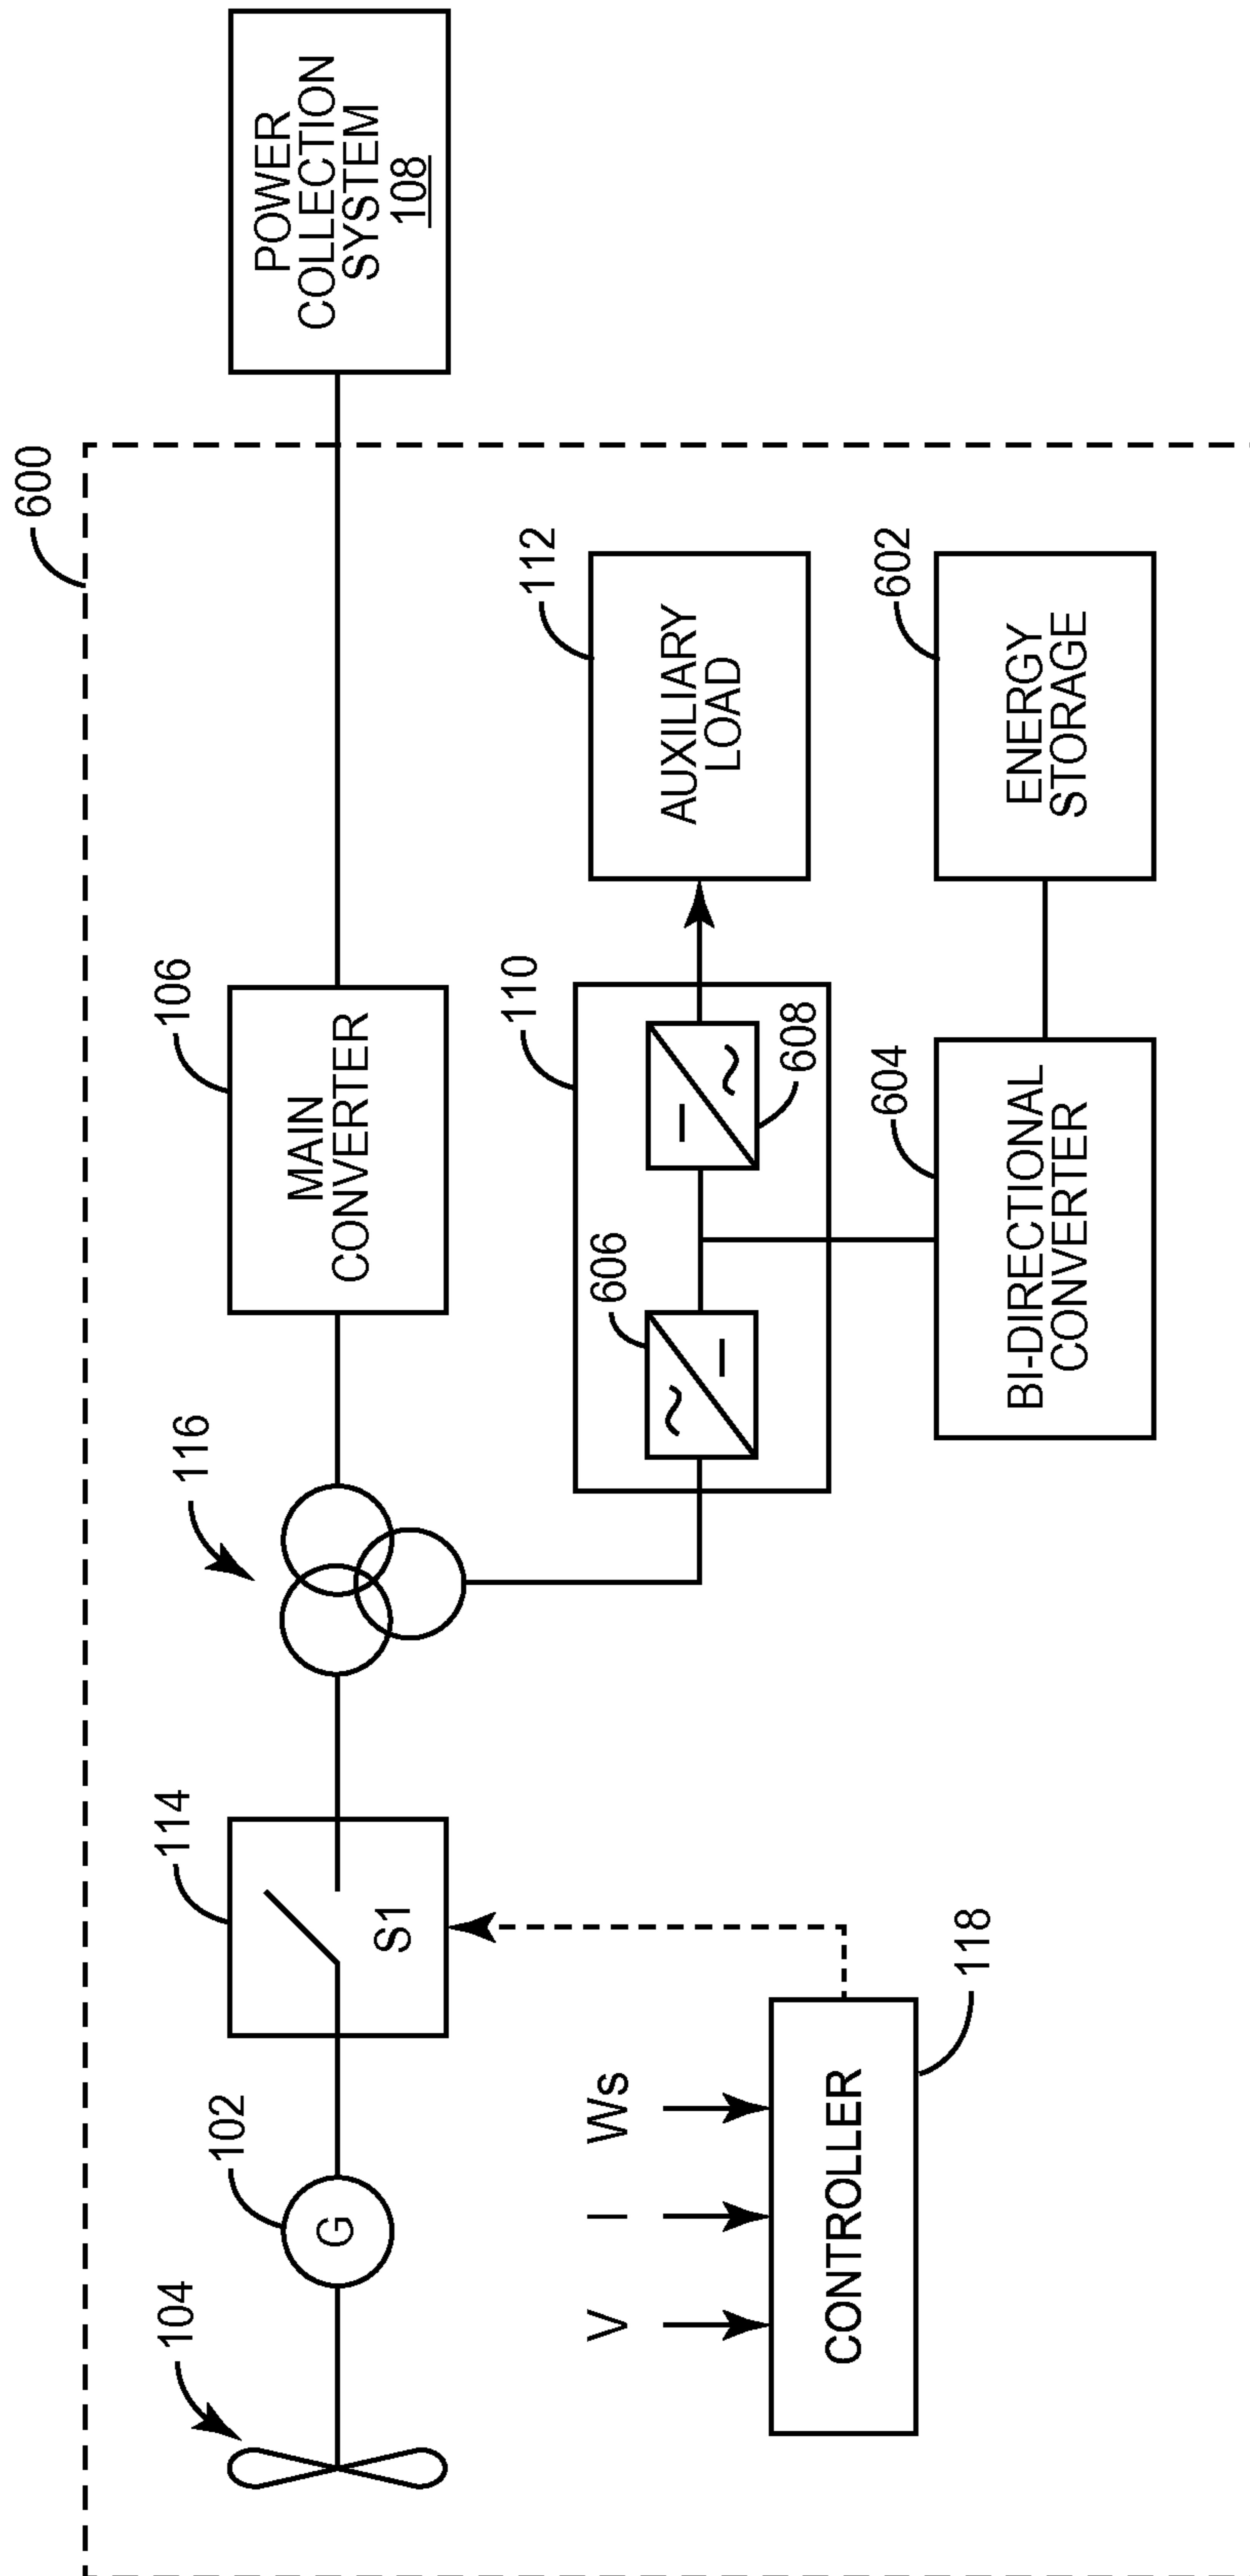 600
104
102
G
114
S1
116
106
MAIN
CONVERTER
POWER
COLLECTION
SYSTEM
108
V
I
Ws
CONTROLLER
118
110
606
608
112
AUXILIARY
LOAD
604
BI-DIRECTIONAL
CONVERTER
602
ENERGY
STORAGE